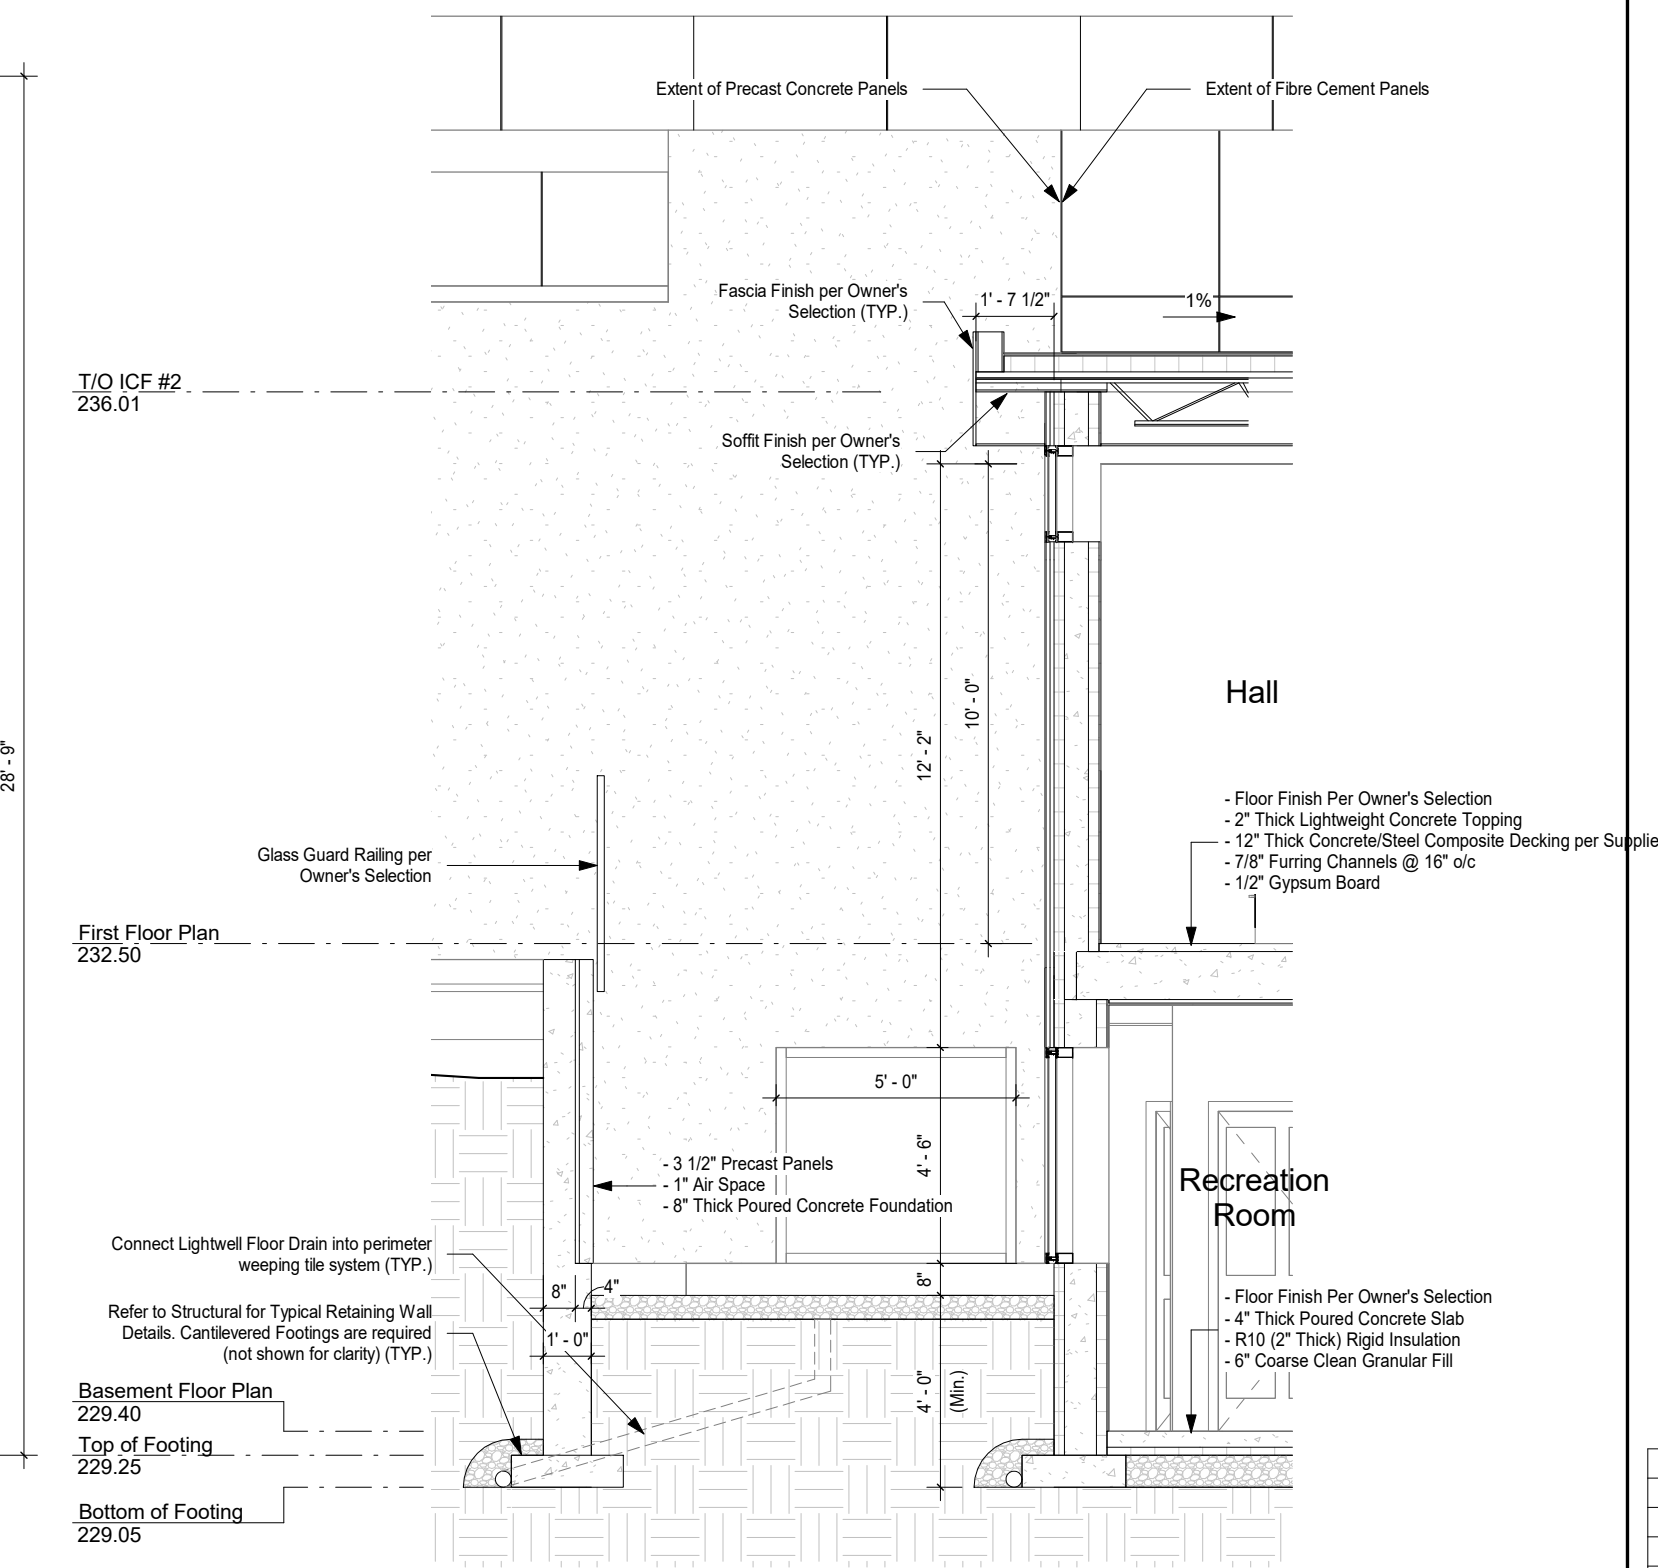 Extent of Precast Concrete Panels
Extent of Fibre Cement Panels
Fascia Finish per Owner's
Selection (TYP.)
1' - 7 1/2"
1%
T/O ICF #2
236.01
Soffit Finish per Owner's
Selection (TYP.)
Hall
10' - 0"
12' - 2"
28' - 9"
- Floor Finish Per Owner's Selection
- 2" Thick Lightweight Concrete Topping
- 12" Thick Concrete/Steel Composite Decking per Supplie
- 7/8" Furring Channels @ 16" o/c
- 1/2" Gypsum Board
Glass Guard Railing per
Owner's Selection
First Floor Plan
232.50
5' - 0"
4' - 6"
- 3 1/2" Precast Panels
- 1" Air Space
- 8" Thick Poured Concrete Foundation
Recreation
Room
Connect Lightwell Floor Drain into perimeter
weeping tile system (TYP.)
8"
4"
8"
Refer to Structural for Typical Retaining Wall
Details. Cantilevered Footings are required
(not shown for clarity) (TYP.)
1' - 0"
- Floor Finish Per Owner's Selection
- 4" Thick Poured Concrete Slab
- R10 (2" Thick) Rigid Insulation
- 6" Coarse Clean Granular Fill
4' - 0"
(Min.)
Basement Floor Plan
229.40
Top of Footing
229.25
Bottom of Footing
229.05